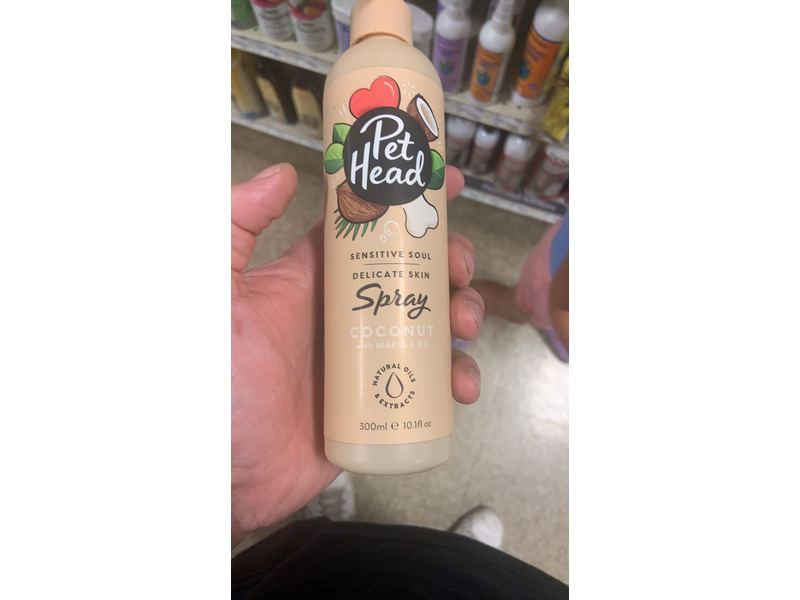 Pet
Head
SENSITIVE SOUL
DELICATE SKIN
Spray
COCONUT
with MARULA OIL
NATURAL OILS
& EXTRACTS
300ml ℮ 10.1fl oz